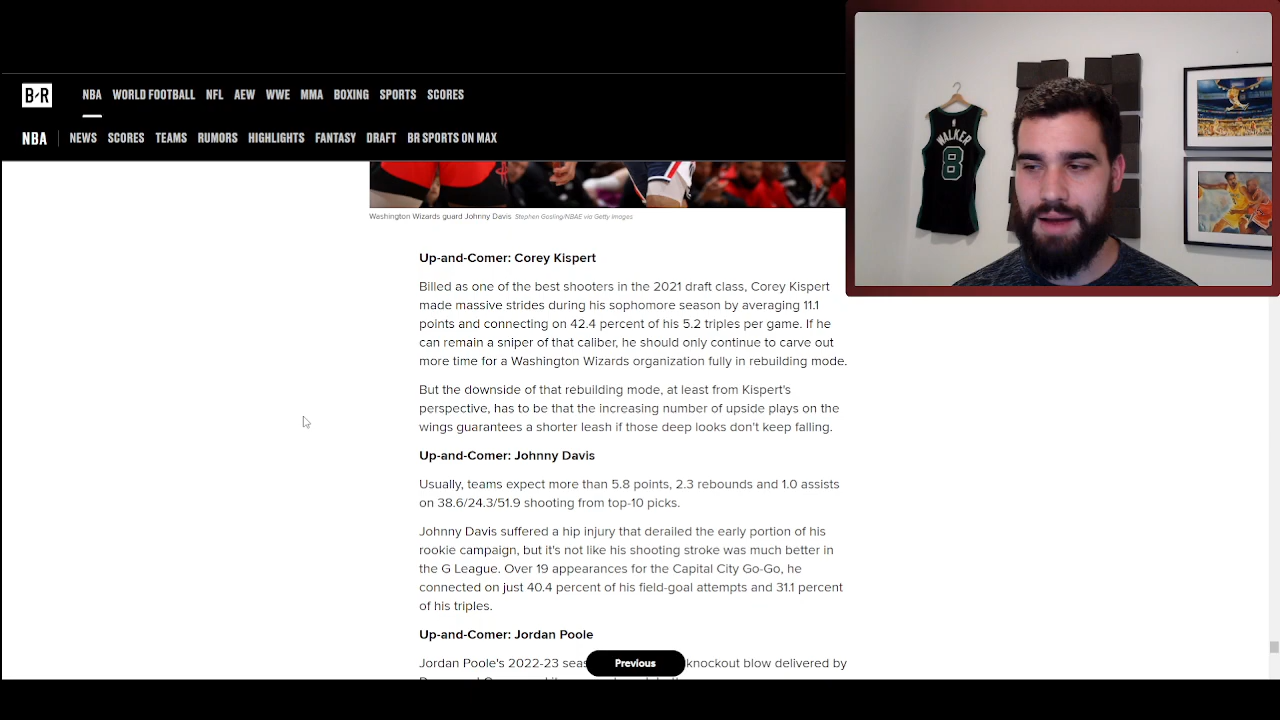 B/R
NBA WORLD FOOTBALL NFL AEW WWE MMA BOXING SPORTS SCORES
NBA NEWS SCORES TEAMS RUMORS HIGHLIGHTS FANTASY DRAFT BR SPORTS ON MAX
WALKER
8
Washington Wizards guard Johnny Davis Stephen Gosling/NBAE via Getty Images
Up-and-Comer: Corey Kispert
Billed as one of the best shooters in the 2021 draft class, Corey Kispert
made massive strides during his sophomore season by averaging 11.1
points and connecting on 42.4 percent of his 5.2 triples per game. If he
can remain a sniper of that caliber, he should only continue to carve out
more time for a Washington Wizards organization fully in rebuilding mode.
But the downside of that rebuilding mode, at least from Kispert's
perspective, has to be that the increasing number of upside plays on the
wings guarantees a shorter leash if those deep looks don't keep falling.
Up-and-Comer: Johnny Davis
Usually, teams expect more than 5.8 points, 2.3 rebounds and 1.0 assists
on 38.6/24.3/51.9 shooting from top-10 picks.
Johnny Davis suffered a hip injury that derailed the early portion of his
rookie campaign, but it's not like his shooting stroke was much better in
the G League. Over 19 appearances for the Capital City Go-Go, he
connected on just 40.4 percent of his field-goal attempts and 31.1 percent
of his triples.
Up-and-Comer: Jordan Poole
Jordan Poole's 2022-23 knockout blow delivered by
Previous